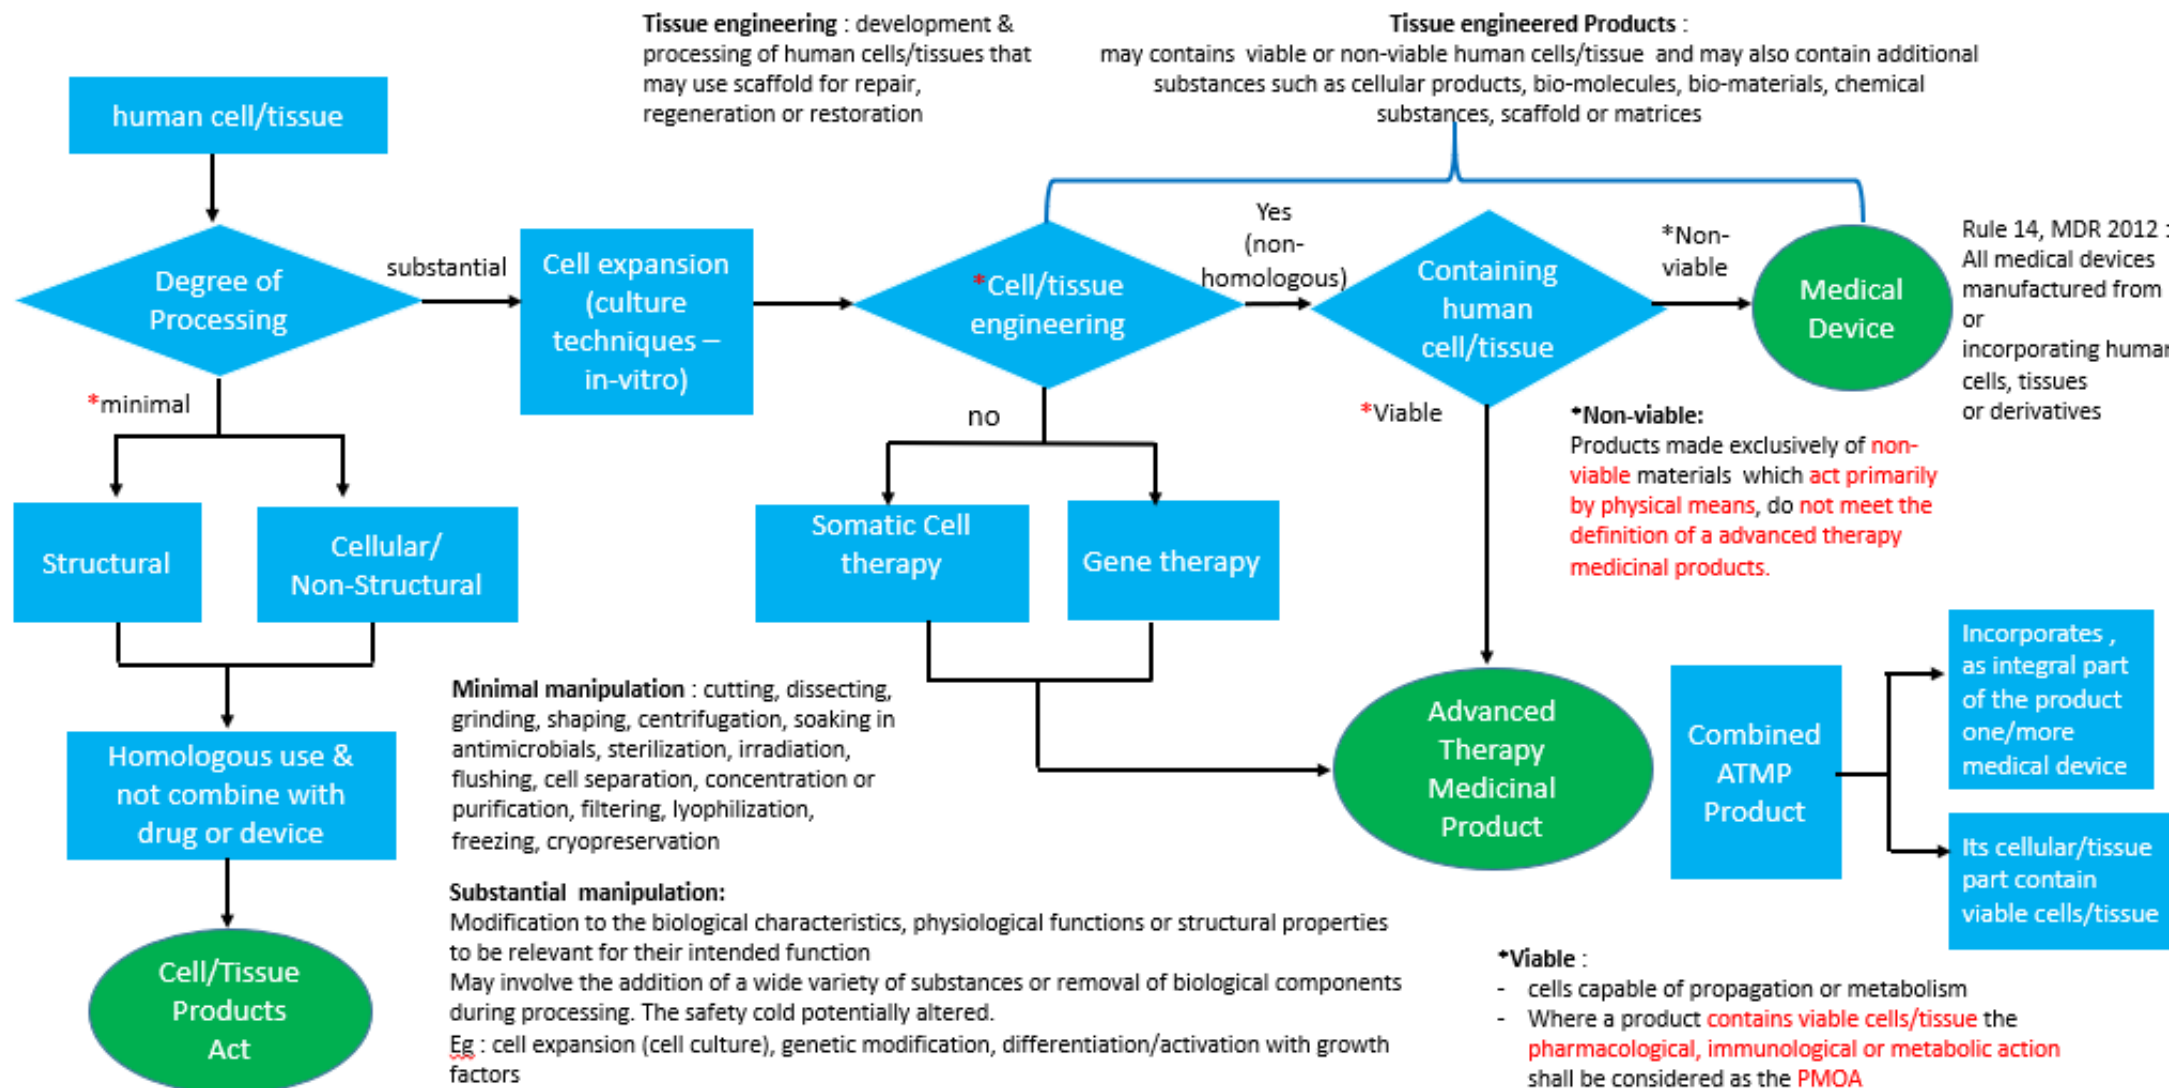 Tissue engineering : development &
processing of human cells/tissues that
may use scaffold for repair,
regeneration or restoration
Tissue engineered Products :
may contains viable or non-viable human cells/tissue and may also contain additional
substances such as cellular products, bio-molecules, bio-materials, chemical
substances, scaffold or matrices
human cell/tissue
Degree of
Processing
substantial
Cell expansion
(culture
techniques –
in-vitro)
*Cell/tissue
engineering
Yes
(non-
homologous)
Containing
human
cell/tissue
*Non-
viable
Medical
Device
Rule 14, MDR 2012 :
All medical devices
manufactured from
or
incorporating human
cells, tissues
or derivatives
*minimal
no
*Viable
*Non-viable:
Products made exclusively of non-
viable materials which act primarily
by physical means, do not meet the
definition of a advanced therapy
medicinal products.
Structural
Cellular/
Non-Structural
Somatic Cell
therapy
Gene therapy
Homologous use &
not combine with
drug or device
Minimal manipulation : cutting, dissecting,
grinding, shaping, centrifugation, soaking in
antimicrobials, sterilization, irradiation,
flushing, cell separation, concentration or
purification, filtering, lyophilization,
freezing, cryopreservation
Advanced
Therapy
Medicinal
Product
Combined
ATMP
Product
Incorporates ,
as integral part
of the product
one/more
medical device
Its cellular/tissue
part contain
viable cells/tissue
Cell/Tissue
Products
Act
Substantial manipulation:
Modification to the biological characteristics, physiological functions or structural properties
to be relevant for their intended function
May involve the addition of a wide variety of substances or removal of biological components
during processing. The safety cold potentially altered.
Eg : cell expansion (cell culture), genetic modification, differentiation/activation with growth
factors
*Viable :
- cells capable of propagation or metabolism
- Where a product contains viable cells/tissue the
pharmacological, immunological or metabolic action
shall be considered as the PMOA